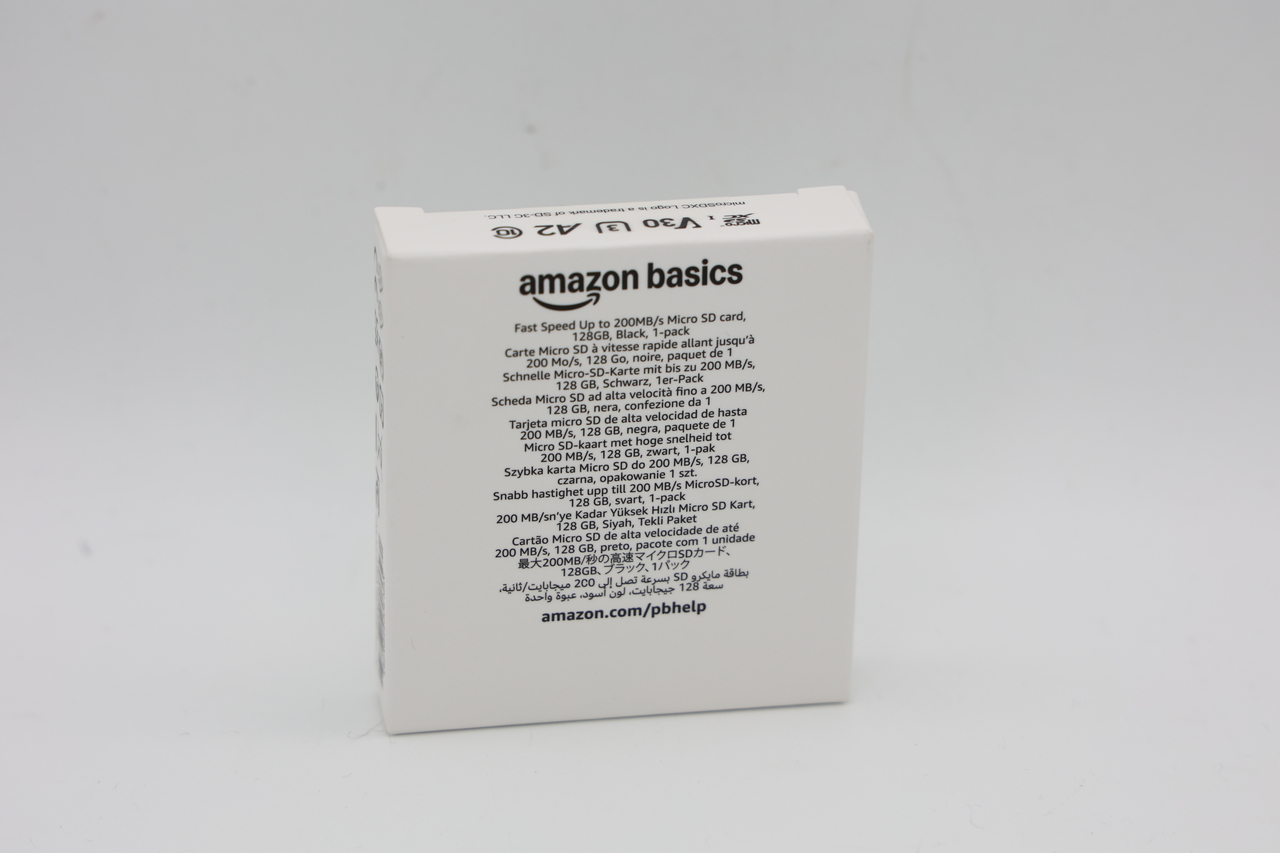 microSDXC Logo is a trademark of SD-3C LLC.
micro SD XC I V30 3 A2 10
amazon basics
Fast Speed Up to 200MB/s Micro SD card,
128GB, Black, 1-pack
Carte Micro SD à vitesse rapide allant jusqu'à
200 Mo/s, 128 Go, noire, paquet de 1
Schnelle Micro-SD-Karte mit bis zu 200 MB/s,
128 GB, Schwarz, 1er-Pack
Scheda Micro SD ad alta velocità fino a 200 MB/s,
128 GB, nera, confezione da 1
Tarjeta micro SD de alta velocidad de hasta
200 MB/s, 128 GB, negra, paquete de 1
Micro SD-kaart met hoge snelheid tot
200 MB/s, 128 GB, zwart, 1-pak
Szybka karta Micro SD do 200 MB/s, 128 GB,
czarna, opakowanie 1 szt.
Snabb hastighet upp till 200 MB/s MicroSD-kort,
128 GB, svart, 1-pack
200 MB/sn'ye Kadar Yüksek Hızlı Micro SD Kart,
128 GB, Siyah, Tekli Paket
Cartão Micro SD de alta velocidade de até
200 MB/s, 128 GB, preto, pacote com 1 unidade
最大200MB/秒の高速マイクロSDカード、
128GB、ブラック、1パック
بطاقة مايكرو SD بسرعة تصل إلى 200 ميجابايت/ثانية،
سعة 128 جيجابايت، لون أسود، عبوة واحدة
amazon.com/pbhelp